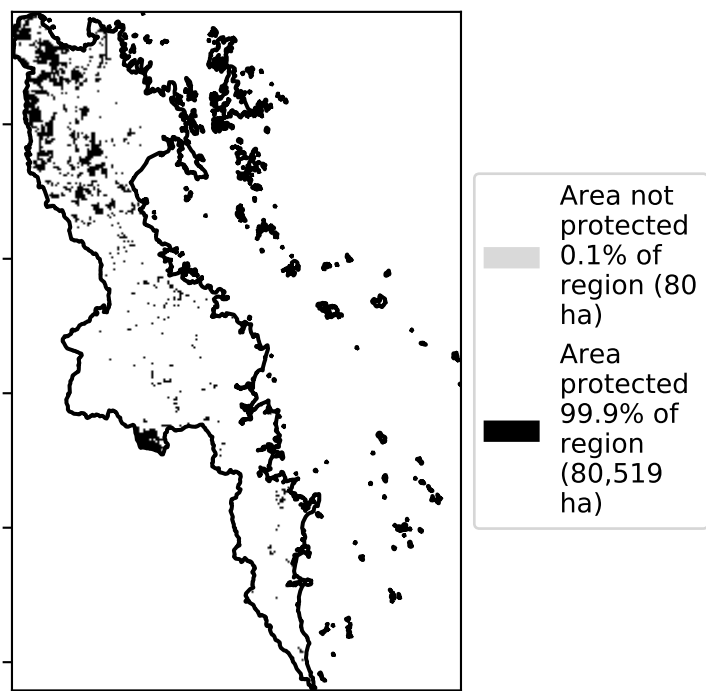 Area not
protected
0.1% of
region (80
ha)
Area
protected
99.9% of
region
(80,519
ha)